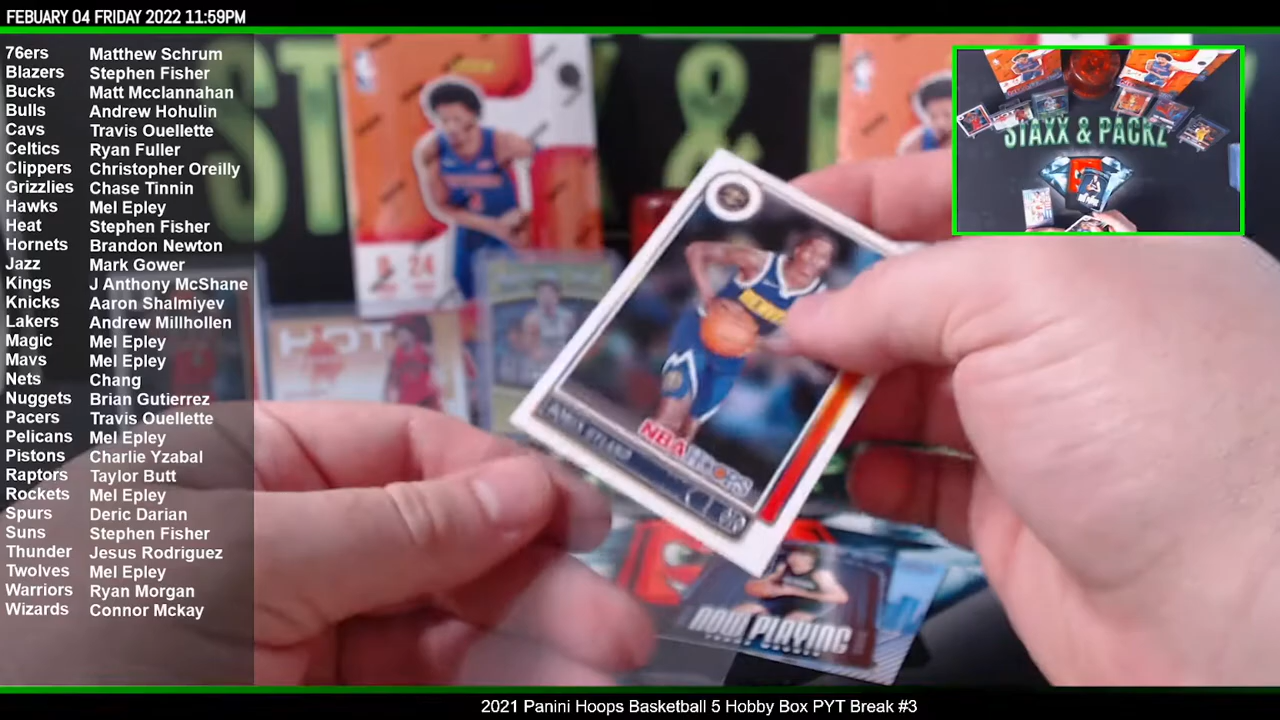 FEBUARY 04 FRIDAY 2022 11:59PM
76ers Matthew Schrum
Blazers Stephen Fisher
Bucks Matt Mcclannahan
Bulls Andrew Hohulin
Cavs Travis Ouellette
Celtics Ryan Fuller
Clippers Christopher Oreilly
Grizzlies Chase Tinnin
Hawks Mel Epley
Heat Stephen Fisher
Hornets Brandon Newton
Jazz Mark Gower
Kings J Anthony McShane
Knicks Aaron Shalmiyev
Lakers Andrew Millhollen
Magic Mel Epley
Mavs Mel Epley
Nets Chang
Nuggets Brian Gutierrez
Pacers Travis Ouellette
Pelicans Mel Epley
Pistons Charlie Yzabal
Raptors Taylor Butt
Rockets Mel Epley
Spurs Deric Darian
Suns Stephen Fisher
Thunder Jesus Rodriguez
Twolves Mel Epley
Warriors Ryan Morgan
Wizards Connor Mckay
STAXX & PACKZ
HOT
24
NBA HOOPS
NOW PLAYING
2021 Panini Hoops Basketball 5 Hobby Box PYT Break #3